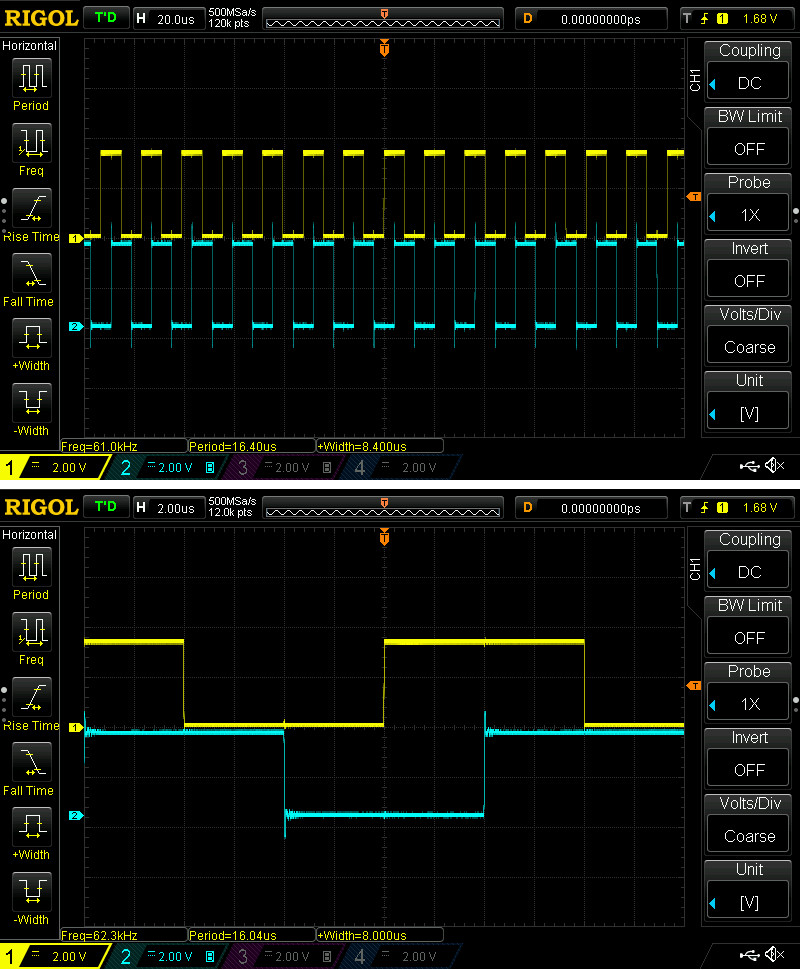 RIGOL T'D H 20.0us 500MSa/s 120k pts T D 0.00000000ps T 1 1.68 V
Horizontal
Period
Freq
Rise Time
Fall Time
+Width
-Width
T
T
1
2
CH1
Coupling
DC
BW Limit
OFF
Probe
1X
Invert
OFF
Volts/Div
Coarse
Unit
[V]
Freq=61.0kHz Period=16.40us +Width=8.400us
1 2.00 V 2 2.00 V B 3 2.00 V B 4 2.00 V
RIGOL T'D H 2.00us 500MSa/s 12.0k pts T D 0.00000000ps T 1 1.68 V
Horizontal
Period
Freq
Rise Time
Fall Time
+Width
-Width
T
T
1
2
CH1
Coupling
DC
BW Limit
OFF
Probe
1X
Invert
OFF
Volts/Div
Coarse
Unit
[V]
Freq=62.3kHz Period=16.04us +Width=8.000us
1 2.00 V 2 2.00 V B 3 2.00 V B 4 2.00 V